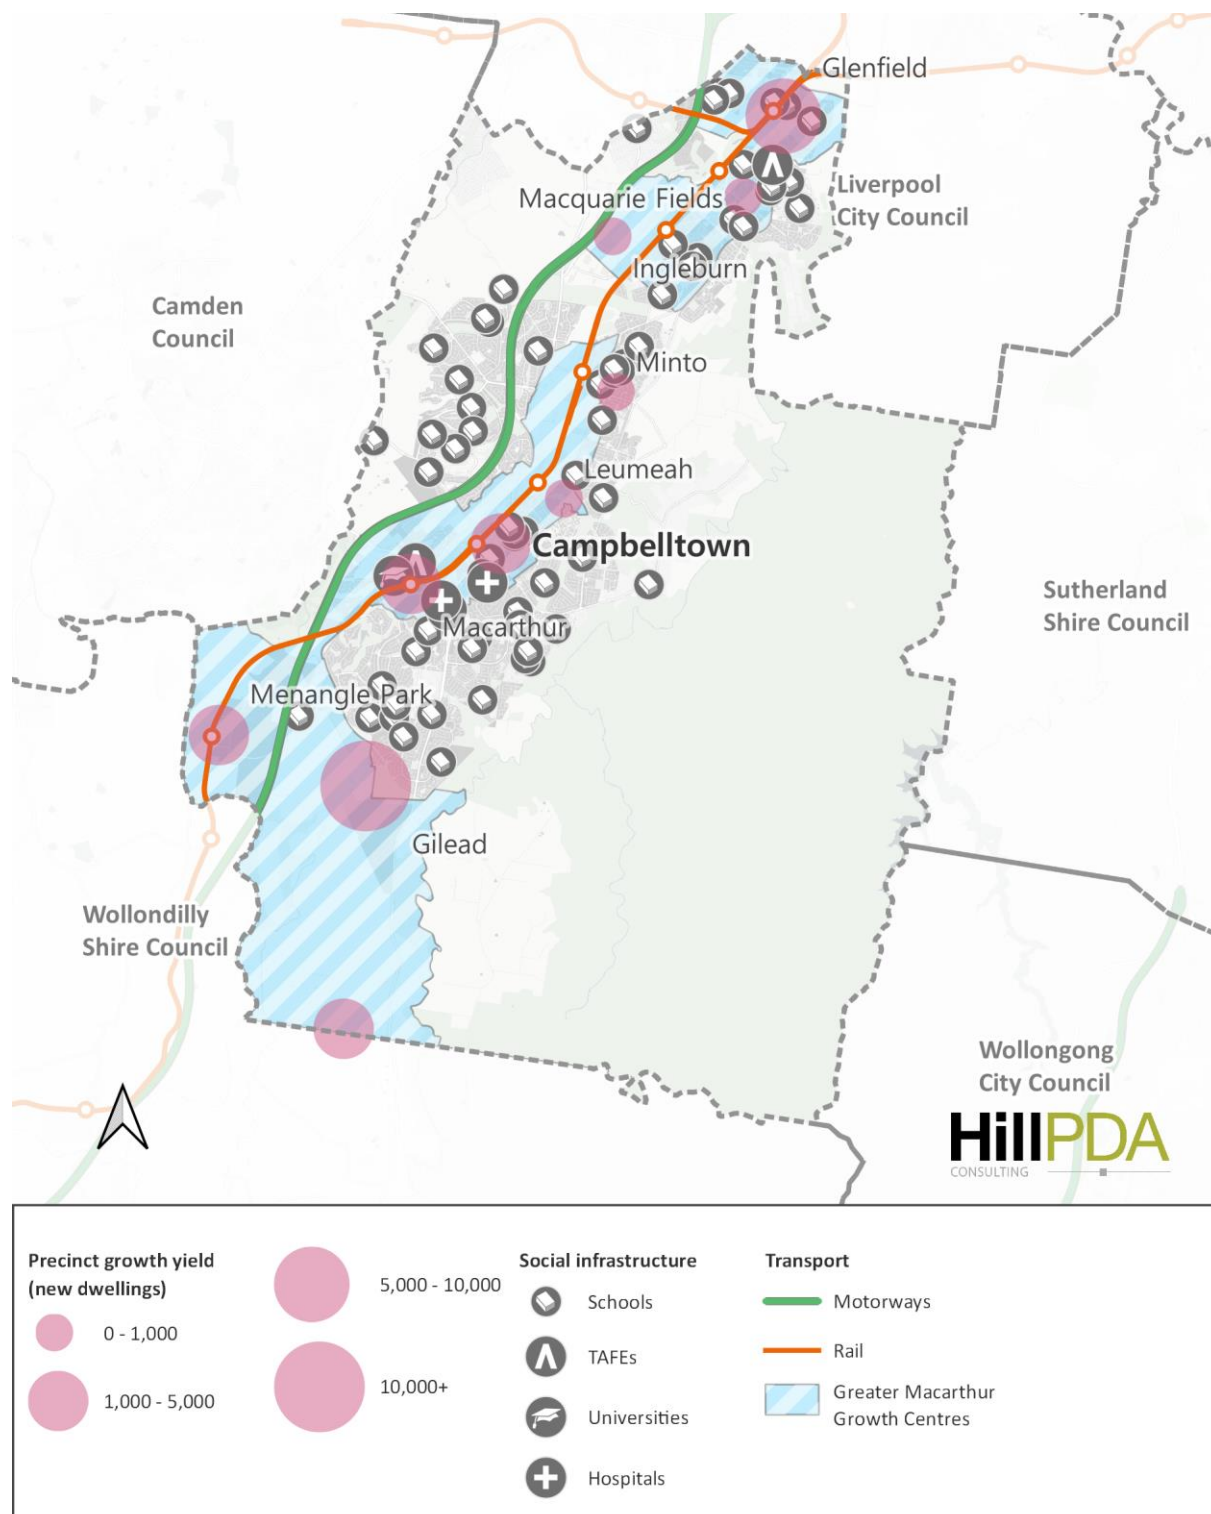 Glenfield
Liverpool
City Council
Macquarie Fields
Ingleburn
Camden
Council
Minto
Leumeah
Campbelltown
Sutherland
Shire Council
Macarthur
Menangle Park
Gilead
Wollondilly
Shire Council
Wollongong
City Council
HillPDA
CONSULTING
Precinct growth yield
(new dwellings)
0 - 1,000
1,000 - 5,000
5,000 - 10,000
10,000+
Social infrastructure
Schools
TAFEs
Universities
Hospitals
Transport
Motorways
Rail
Greater Macarthur
Growth Centres